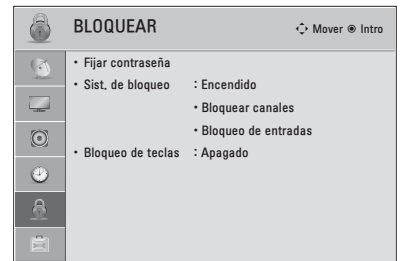 BLOQUEAR Mover Intro
• Fijar contraseña
• Sist. de bloqueo : Encendido
• Bloquear canales
• Bloqueo de entradas
• Bloqueo de teclas : Apagado